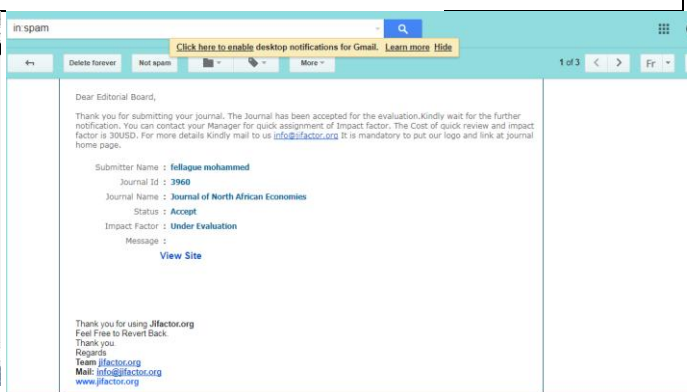 in:spam
Click here to enable desktop notifications for Gmail. Learn more Hide
Delete forever Not spam More 1 of 3 Fr
Dear Editorial Board,
Thank you for submitting your journal. The Journal has been accepted for the evaluation.Kindly wait for the further
notification. You can contact your Manager for quick assignment of Impact factor. The Cost of quick review and impact
factor is 30USD. For more details Kindly mail to us info@jifactor.org It is mandatory to put our logo and link at journal
home page.
Submitter Name : fellague mohammed
Journal Id : 3960
Journal Name : Journal of North African Economies
Status : Accept
Impact Factor : Under Evaluation
Message :
View Site
Thank you for using Jifactor.org
Feel Free to Revert Back.
Thank you.
Regards
Team jifactor.org
Mail: info@jifactor.org
www.jifactor.org